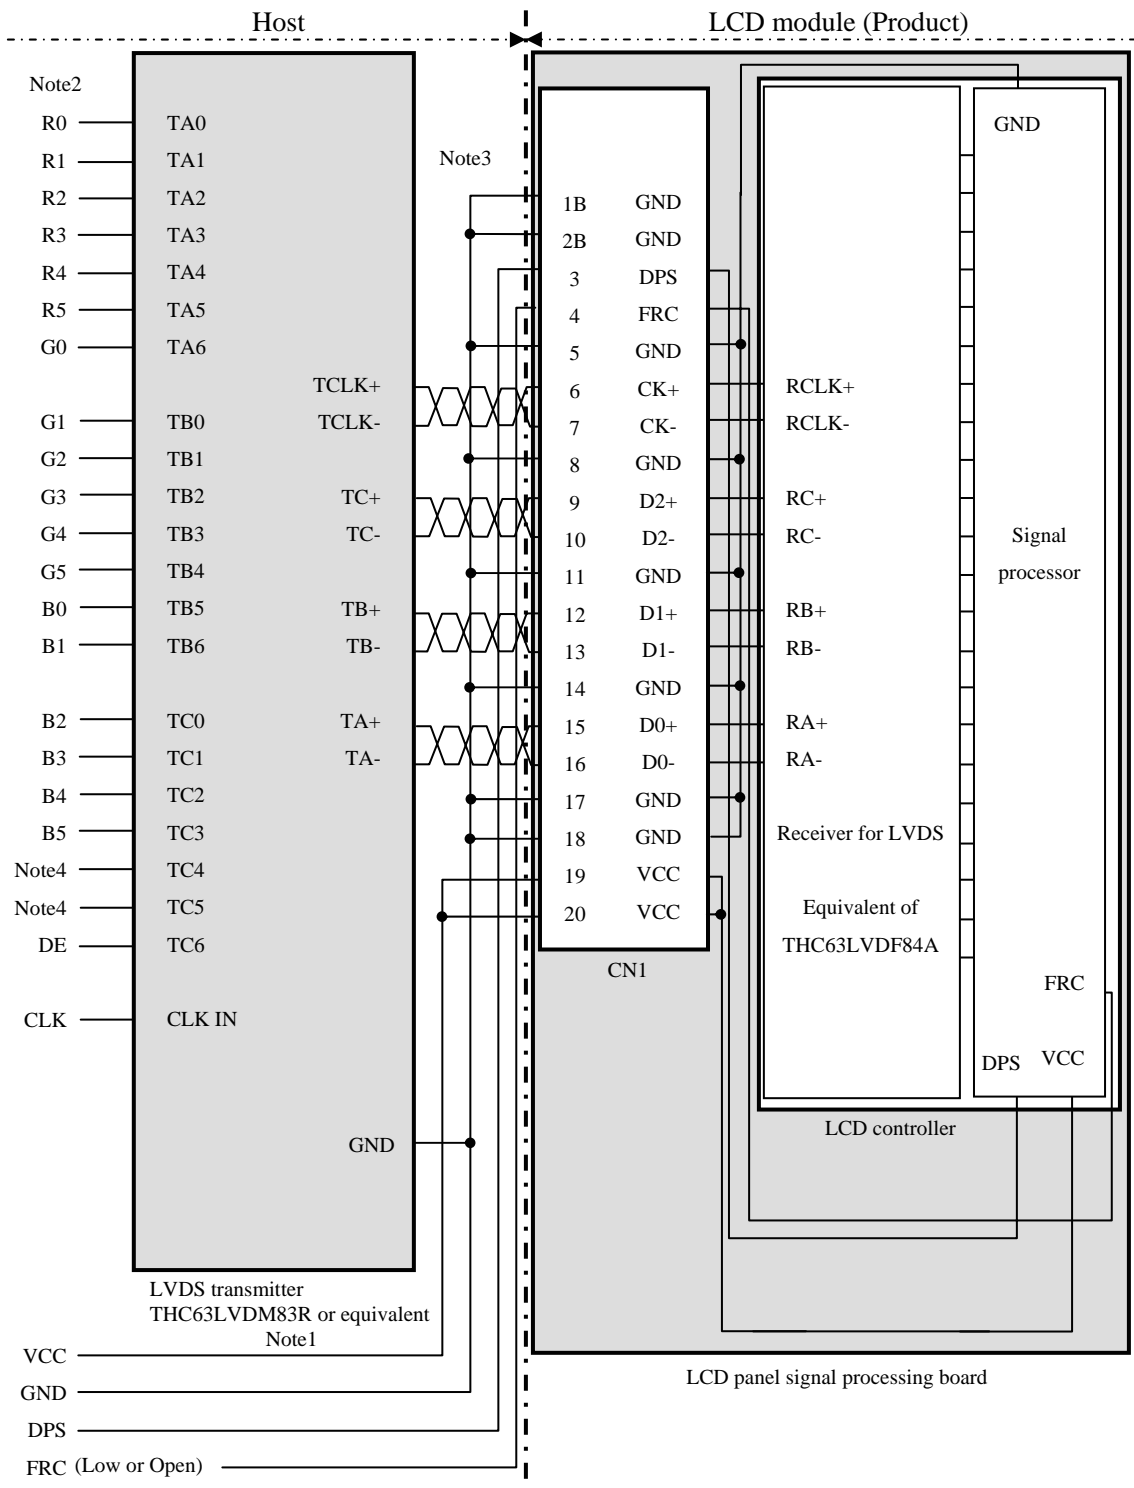 Host
LCD module (Product)
Note2
R0 TA0
R1 TA1
R2 TA2
R3 TA3
R4 TA4
R5 TA5
G0 TA6
TCLK+
G1 TB0 TCLK-
G2 TB1
G3 TB2 TC+
G4 TB3 TC-
G5 TB4
B0 TB5 TB+
B1 TB6 TB-
B2 TC0 TA+
B3 TC1 TA-
B4 TC2
B5 TC3
Note4 TC4
Note4 TC5
DE TC6
CLK CLK IN
GND
LVDS transmitter
THC63LVDM83R or equivalent
Note1
VCC
GND
DPS
FRC (Low or Open)
Note3
1B GND
2B GND
3 DPS
4 FRC
5 GND
6 CK+
7 CK-
8 GND
9 D2+
10 D2-
11 GND
12 D1+
13 D1-
14 GND
15 D0+
16 D0-
17 GND
18 GND
19 VCC
20 VCC
CN1
RCLK+
RCLK-
RC+
RC-
RB+
RB-
RA+
RA-
Receiver for LVDS
Equivalent of
THC63LVDF84A
GND
Signal
processor
FRC
DPS VCC
LCD controller
LCD panel signal processing board